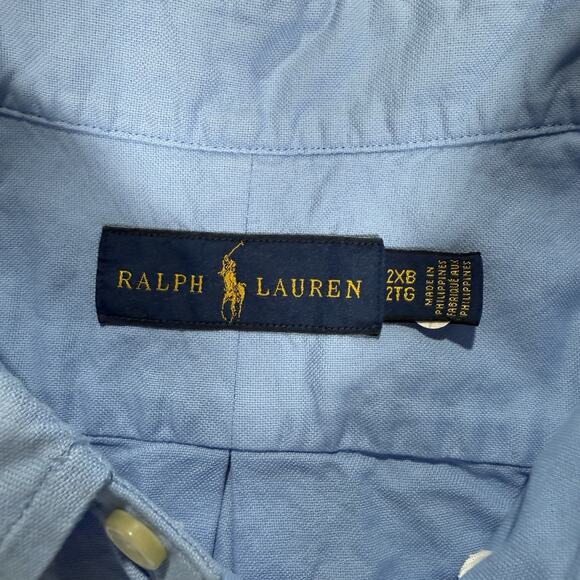 RALPH LAUREN
2XB
2TG
MADE IN
PHILIPPINES
FABRIQUÉ AUX
PHILIPPINES